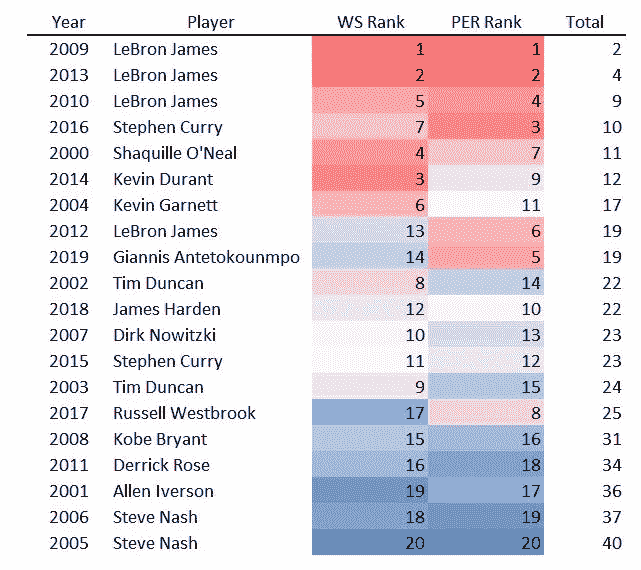 Year Player WS Rank PER Rank Total
2009 LeBron James 1 1 2
2013 LeBron James 2 2 4
2010 LeBron James 5 4 9
2016 Stephen Curry 7 3 10
2000 Shaquille O'Neal 4 7 11
2014 Kevin Durant 3 9 12
2004 Kevin Garnett 6 11 17
2012 LeBron James 13 6 19
2019 Giannis Antetokounmpo 14 5 19
2002 Tim Duncan 8 14 22
2018 James Harden 12 10 22
2007 Dirk Nowitzki 10 13 23
2015 Stephen Curry 11 12 23
2003 Tim Duncan 9 15 24
2017 Russell Westbrook 17 8 25
2008 Kobe Bryant 15 16 31
2011 Derrick Rose 16 18 34
2001 Allen Iverson 19 17 36
2006 Steve Nash 18 19 37
2005 Steve Nash 20 20 40